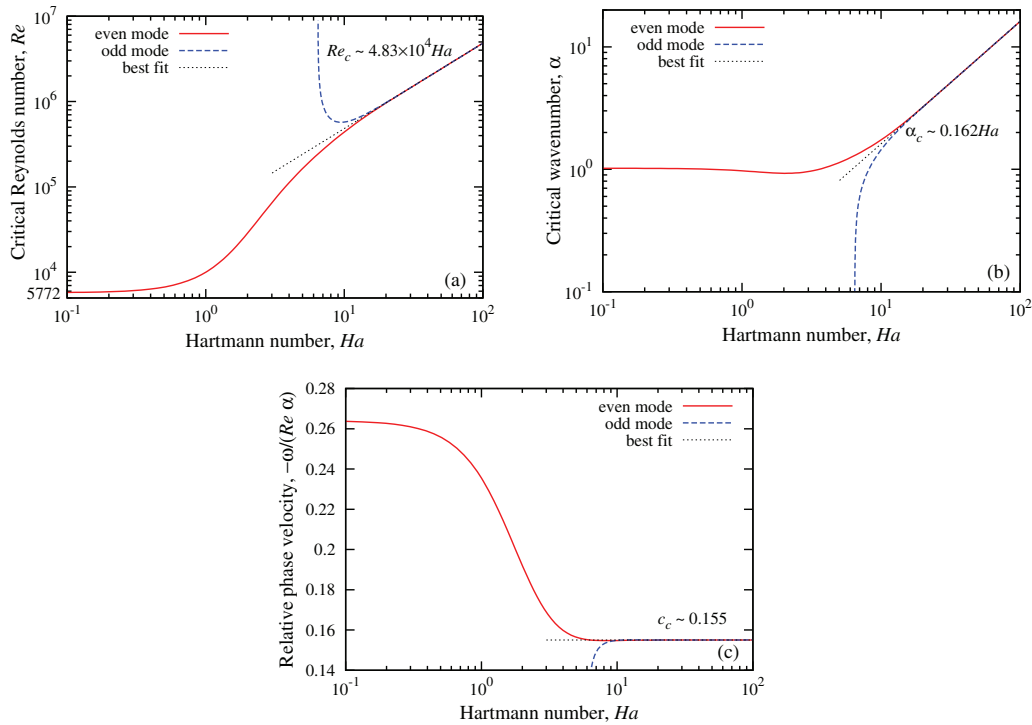 10^7
10^6
10^5
10^4
5772
Critical Reynolds number, Re
even mode
odd mode
best fit
Re_c ~ 4.83×10^4Ha
(a)
10^-1 10^0 10^1 10^2
Hartmann number, Ha
10^1
10^0
10^-1
Critical wavenumber, α
even mode
odd mode
best fit
α_c ~ 0.162Ha
(b)
10^-1 10^0 10^1 10^2
Hartmann number, Ha
0.28
0.26
0.24
0.22
0.2
0.18
0.16
0.14
Relative phase velocity, −ω/(Re α)
even mode
odd mode
best fit
c_c ~ 0.155
(c)
10^-1 10^0 10^1 10^2
Hartmann number, Ha